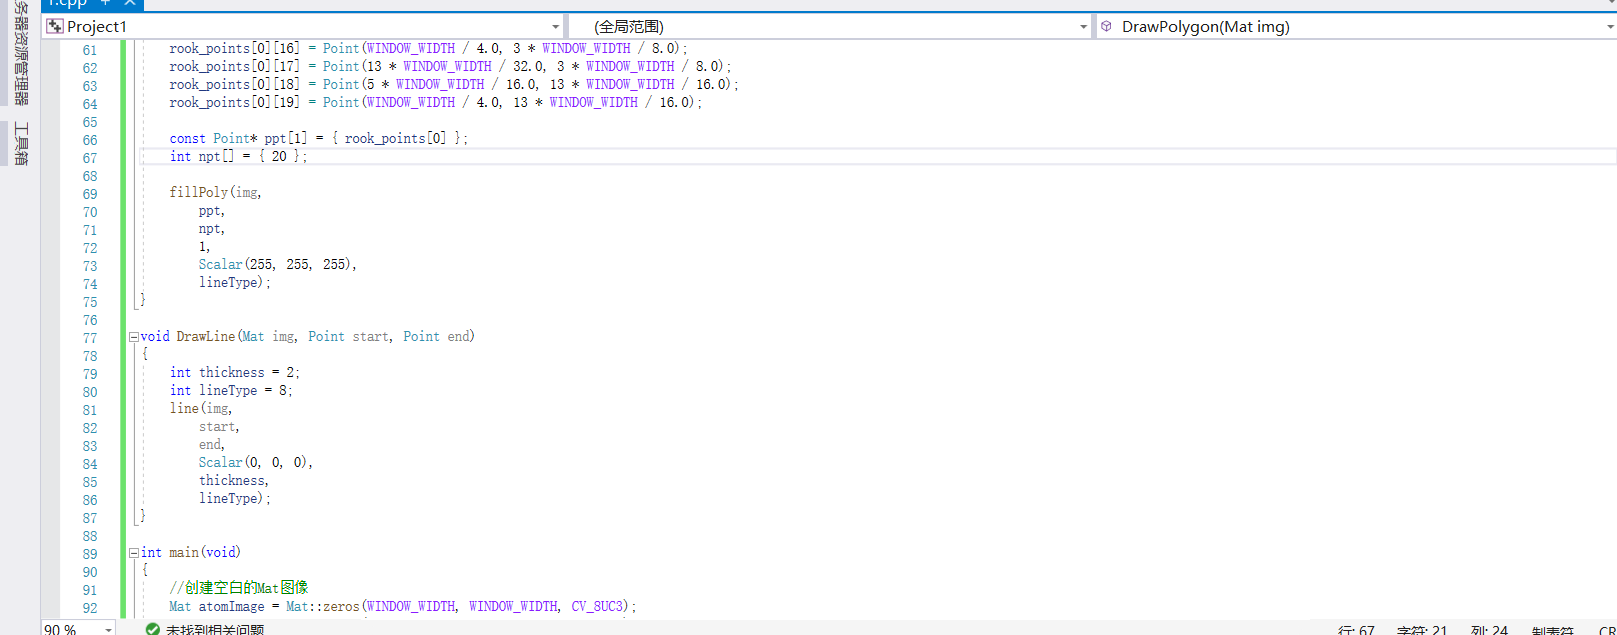 1.cpp
务器资源管理器
工具箱
Project1
(全局范围)
DrawPolygon(Mat img)
61 rook_points[0][16] = Point(WINDOW_WIDTH / 4.0, 3 * WINDOW_WIDTH / 8.0);
62 rook_points[0][17] = Point(13 * WINDOW_WIDTH / 32.0, 3 * WINDOW_WIDTH / 8.0);
63 rook_points[0][18] = Point(5 * WINDOW_WIDTH / 16.0, 13 * WINDOW_WIDTH / 16.0);
64 rook_points[0][19] = Point(WINDOW_WIDTH / 4.0, 13 * WINDOW_WIDTH / 16.0);
65
66 const Point* ppt[1] = { rook_points[0] };
67 int npt[] = { 20 };
68
69 fillPoly(img,
70 ppt,
71 npt,
72 1,
73 Scalar(255, 255, 255),
74 lineType);
75 }
76
77 void DrawLine(Mat img, Point start, Point end)
78 {
79 int thickness = 2;
80 int lineType = 8;
81 line(img,
82 start,
83 end,
84 Scalar(0, 0, 0),
85 thickness,
86 lineType);
87 }
88
89 int main(void)
90 {
91 //创建空白的Mat图像
92 Mat atomImage = Mat::zeros(WINDOW_WIDTH, WINDOW_WIDTH, CV_8UC3);
90 %
未找到相关问题
行: 67
字符: 21
列: 24
制表符
CR